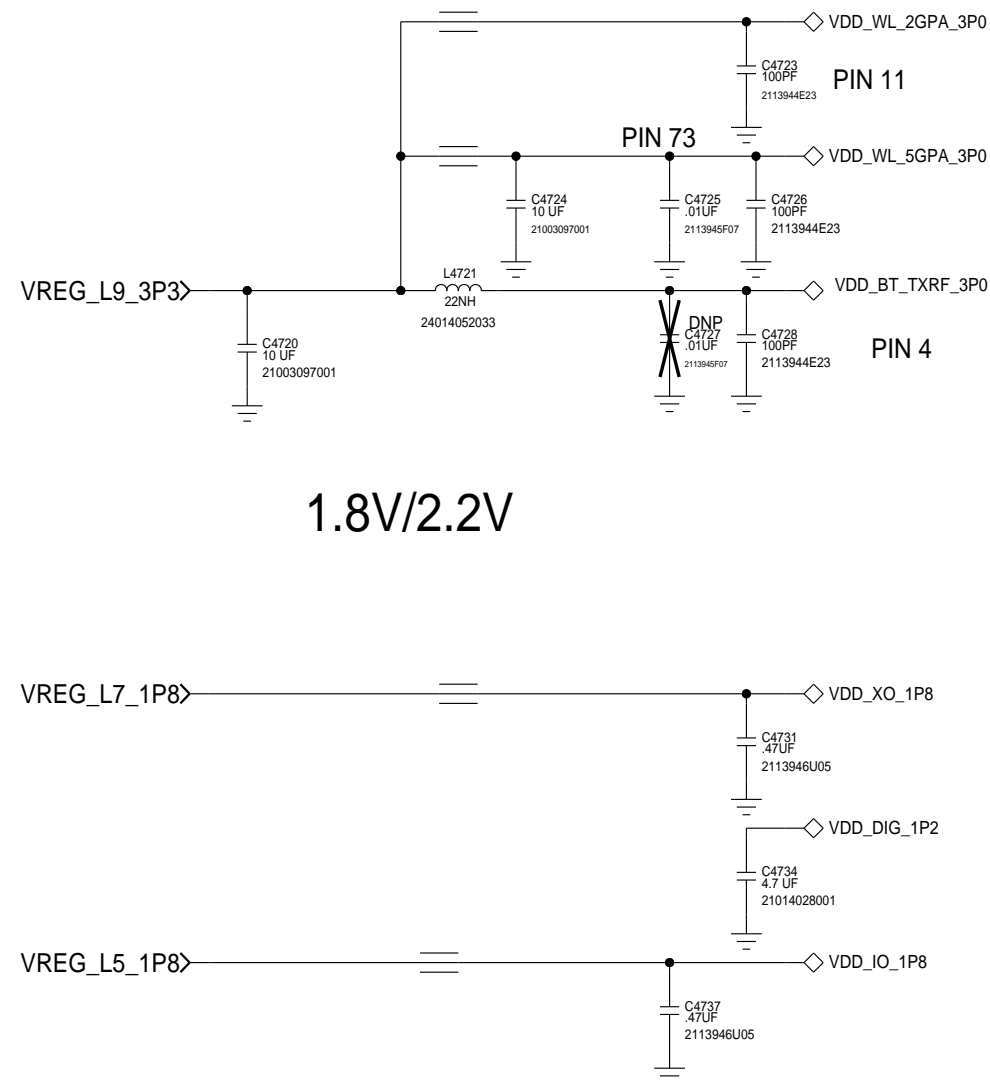 VDD_WL_2GPA_3P0
C4723
100PF
2113944E23
PIN 11
PIN 73
VDD_WL_5GPA_3P0
C4724
10 UF
21003097001
C4725
.01UF
2113945F07
C4726
100PF
2113944E23
VREG_L9_3P3
L4721
22NH
24014052033
VDD_BT_TXRF_3P0
C4720
10 UF
21003097001
DNP
C4727
.01UF
2113945F07
C4728
100PF
2113944E23
PIN 4
1.8V/2.2V
VREG_L7_1P8
VDD_XO_1P8
C4731
.47UF
2113946U05
VDD_DIG_1P2
C4734
4.7 UF
21014028001
VREG_L5_1P8
VDD_IO_1P8
C4737
.47UF
2113946U05